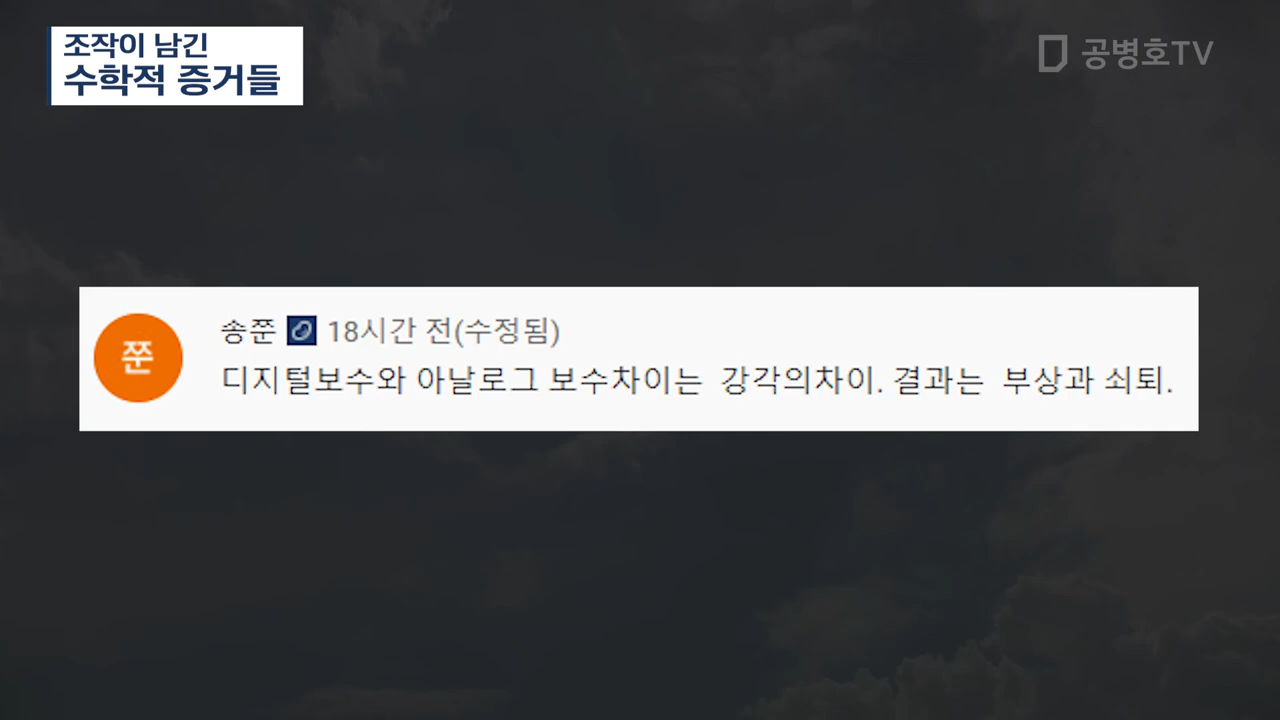 조작이 남긴
수학적 증거들
공병호TV
쭌
송쭌 18시간 전(수정됨)
디지털보수와 아날로그 보수차이는 강각의차이. 결과는 부상과 쇠퇴.